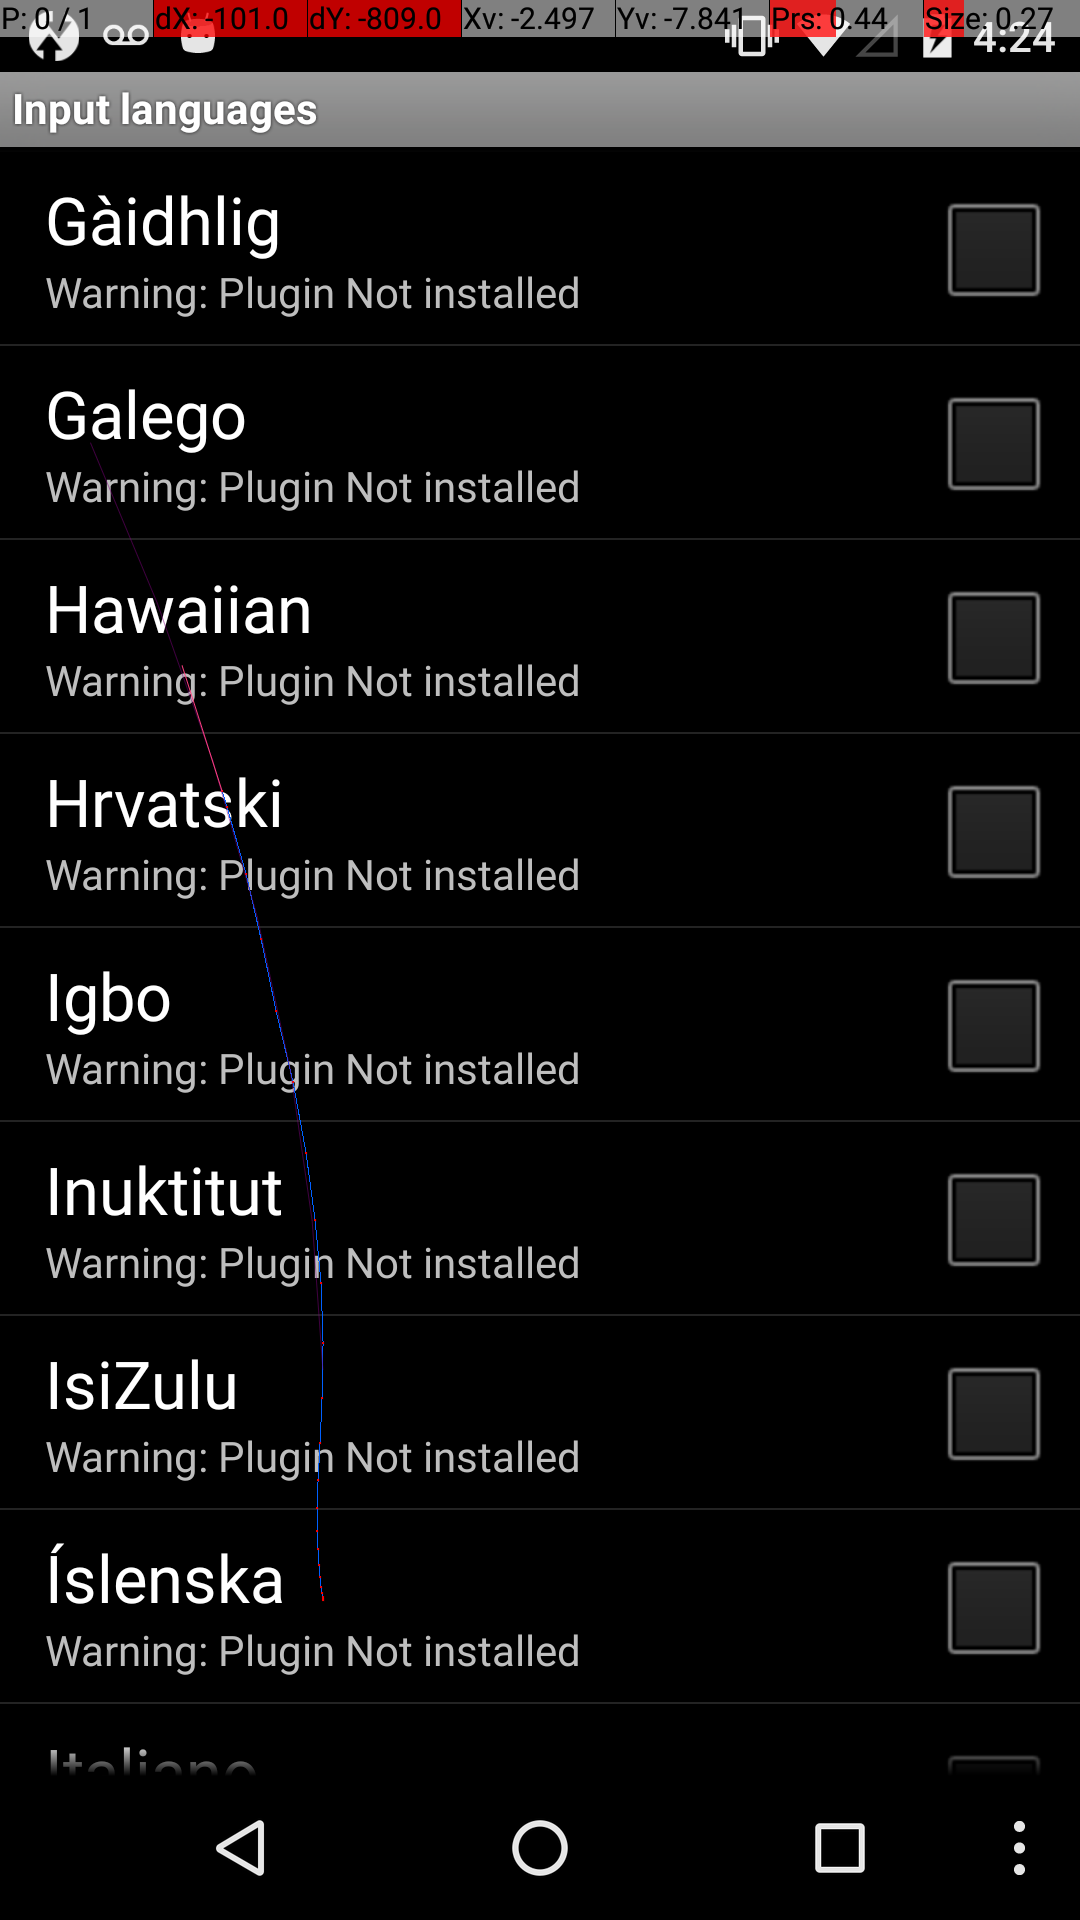 P: 0 / 1 dX: -101.0 dY: -809.0 Xv: -2.497 Yv: -7.841 Prs: 0.44 Size: 0.27
4:24
Input languages
Gàidhlig
Warning: Plugin Not installed
Galego
Warning: Plugin Not installed
Hawaiian
Warning: Plugin Not installed
Hrvatski
Warning: Plugin Not installed
Igbo
Warning: Plugin Not installed
Inuktitut
Warning: Plugin Not installed
IsiZulu
Warning: Plugin Not installed
Íslenska
Warning: Plugin Not installed
Italiano